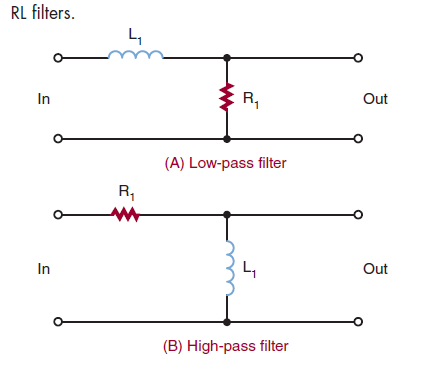 RL filters.
L1
In
R1
Out
(A) Low-pass filter
R1
In
L1
Out
(B) High-pass filter